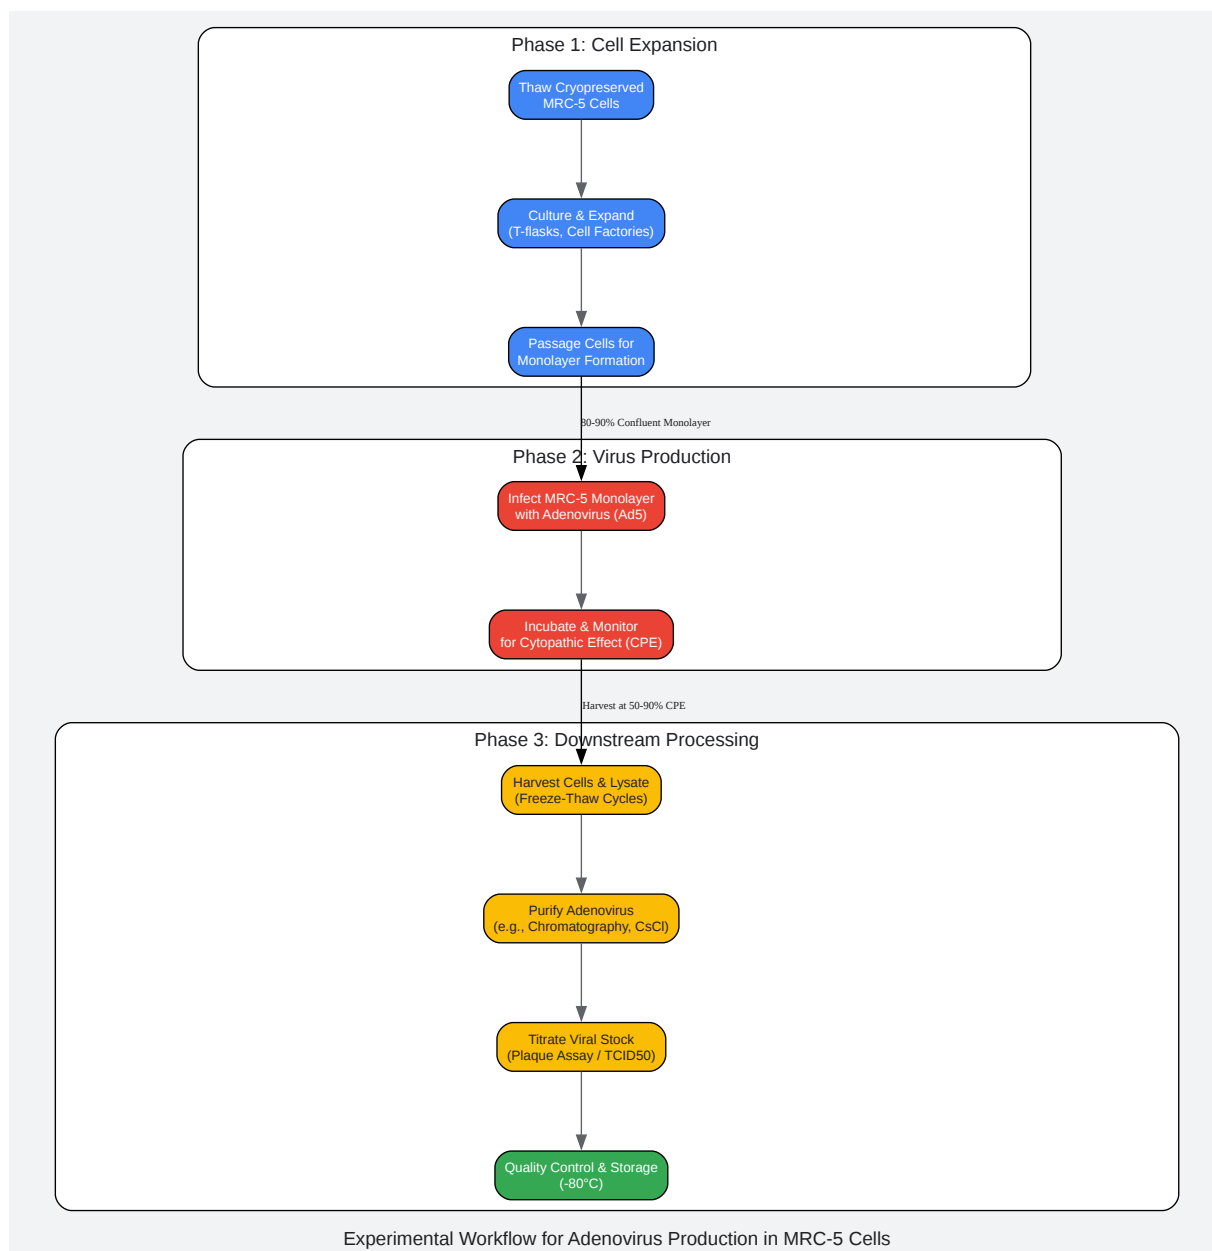 Phase 1: Cell Expansion
Thaw Cryopreserved
MRC-5 Cells
Culture & Expand
(T-flasks, Cell Factories)
Passage Cells for
Monolayer Formation
80-90% Confluent Monolayer
Phase 2: Virus Production
Infect MRC-5 Monolayer
with Adenovirus (Ad5)
Incubate & Monitor
for Cytopathic Effect (CPE)
Harvest at 50-90% CPE
Phase 3: Downstream Processing
Harvest Cells & Lysate
(Freeze-Thaw Cycles)
Purify Adenovirus
(e.g., Chromatography, CsCl)
Titrate Viral Stock
(Plaque Assay / TCID50)
Quality Control & Storage
(-80°C)
Experimental Workflow for Adenovirus Production in MRC-5 Cells